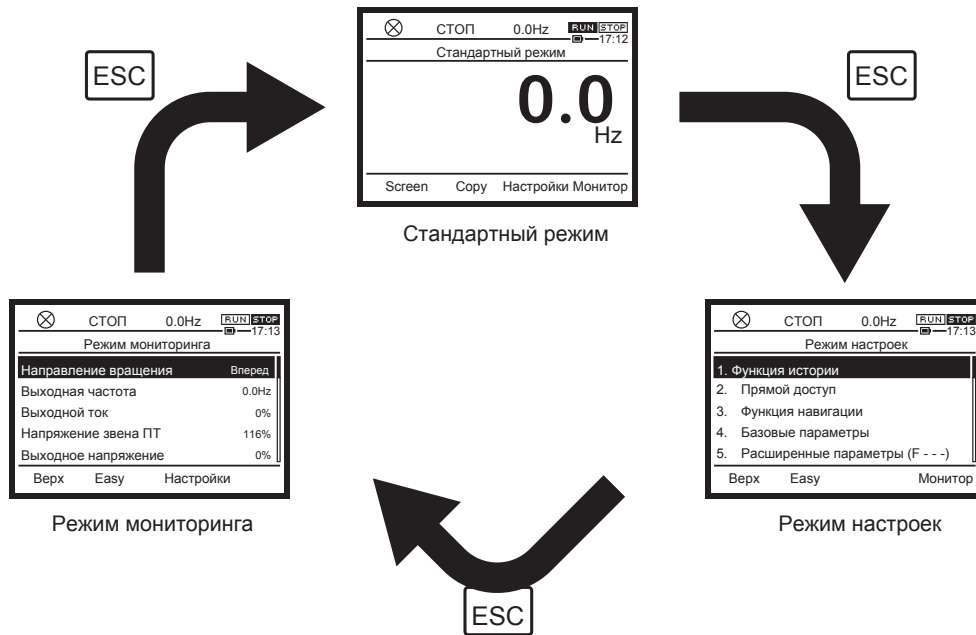 СТОП 0.0Hz RUN STOP
17:12
Стандартный режим
0.0
Hz
Screen Copy Настройки Монитор
Стандартный режим
ESC
ESC
СТОП 0.0Hz RUN STOP
17:13
Режим настроек
1. Функция истории
2. Прямой доступ
3. Функция навигации
4. Базовые параметры
5. Расширенные параметры (F - - -)
Верх Easy Монитор
Режим настроек
ESC
СТОП 0.0Hz RUN STOP
17:13
Режим мониторинга
Направление вращения Вперед
Выходная частота 0.0Hz
Выходной ток 0%
Напряжение звена ПТ 116%
Выходное напряжение 0%
Верх Easy Настройки
Режим мониторинга